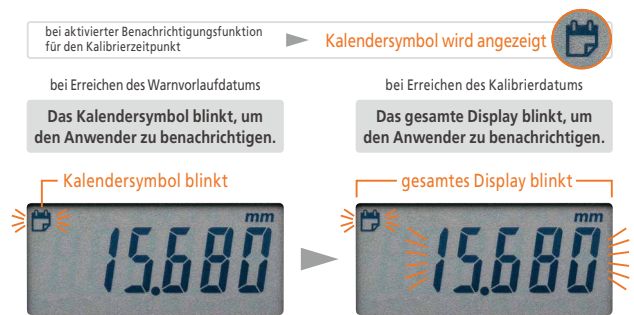 bei aktivierter Benachrichtigungsfunktion
für den Kalibrierzeitpunkt
Kalendersymbol wird angezeigt
bei Erreichen des Warnvorlaufdatums
Das Kalendersymbol blinkt, um
den Anwender zu benachrichtigen.
Kalendersymbol blinkt
mm
15.680
bei Erreichen des Kalibrierdatums
Das gesamte Display blinkt, um
den Anwender zu benachrichtigen.
gesamtes Display blinkt
mm
15.680